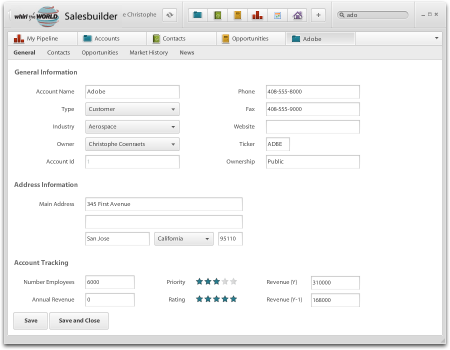 whirl the WORLD Salesbuilder e Christophe ado
My Pipeline Accounts Contacts Opportunities Adobe
General Contacts Opportunities Market History News
General Information
Account Name Adobe Phone 408-555-8000
Type Customer Fax 408-555-9000
Industry Aerospace Website
Owner Christophe Coenraets Ticker ADBE
Account Id Ownership Public
Address Information
Main Address 345 First Avenue
San Jose California 95110
Account Tracking
Number Employees 6000 Priority Revenue (Y) 310000
Annual Revenue 0 Rating Revenue (Y-1) 168000
Save Save and Close